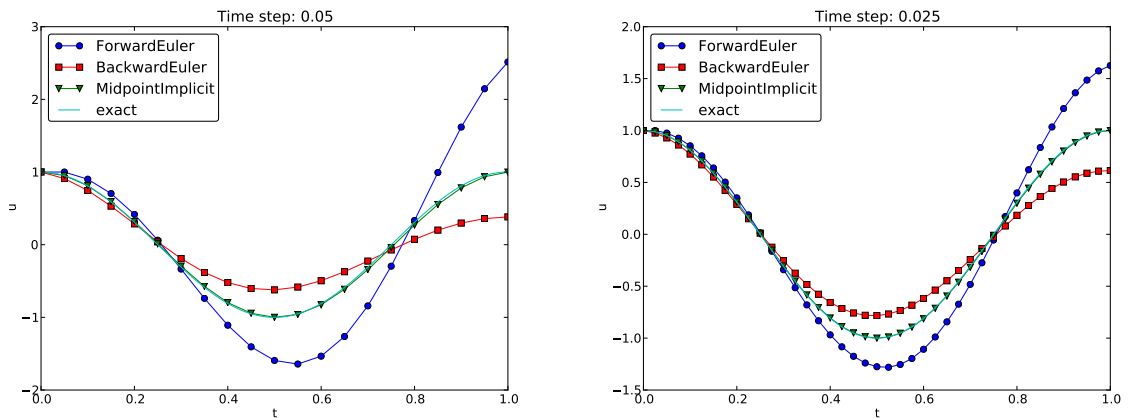 Time step: 0.05
3
2
1
0
−1
−2
u
ForwardEuler
BackwardEuler
MidpointImplicit
exact
0.0
0.2
0.4
0.6
0.8
1.0
t
Time step: 0.025
2.0
1.5
1.0
0.5
0.0
−0.5
−1.0
−1.5
u
ForwardEuler
BackwardEuler
MidpointImplicit
exact
0.0
0.2
0.4
0.6
0.8
1.0
t